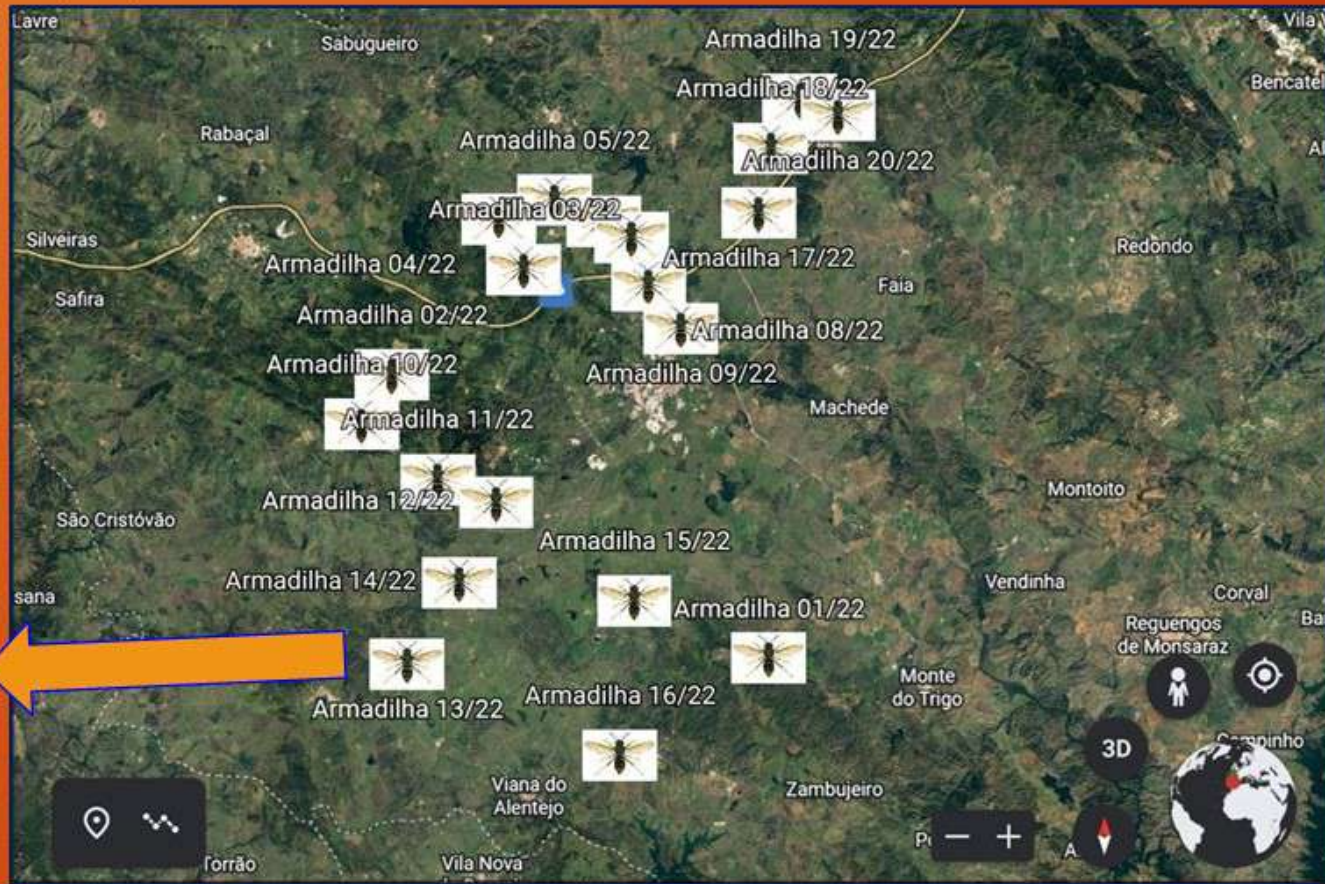 Lavre
Sabugueiro
Armadilha 19/22
Vila
Armadilha 18/22
Bencatel
Rabaçal
Armadilha 05/22
Armadilha 20/22
Armadilha 03/22
Silveiras
Armadilha 04/22
Armadilha 17/22
Redondo
Safira
Faia
Armadilha 02/22
Armadilha 08/22
Armadilha 10/22
Armadilha 09/22
Machede
Armadilha 11/22
Montoito
Armadilha 12/22
São Cristóvão
Armadilha 15/22
Armadilha 14/22
Vendinha
sana
Armadilha 01/22
Corval
Reguengos
de Monsaraz
Monte
do Trigo
Armadilha 16/22
Armadilha 13/22
3D
Campinho
Viana do
Alentejo
Zambujeiro
Torrão
Vila Nova